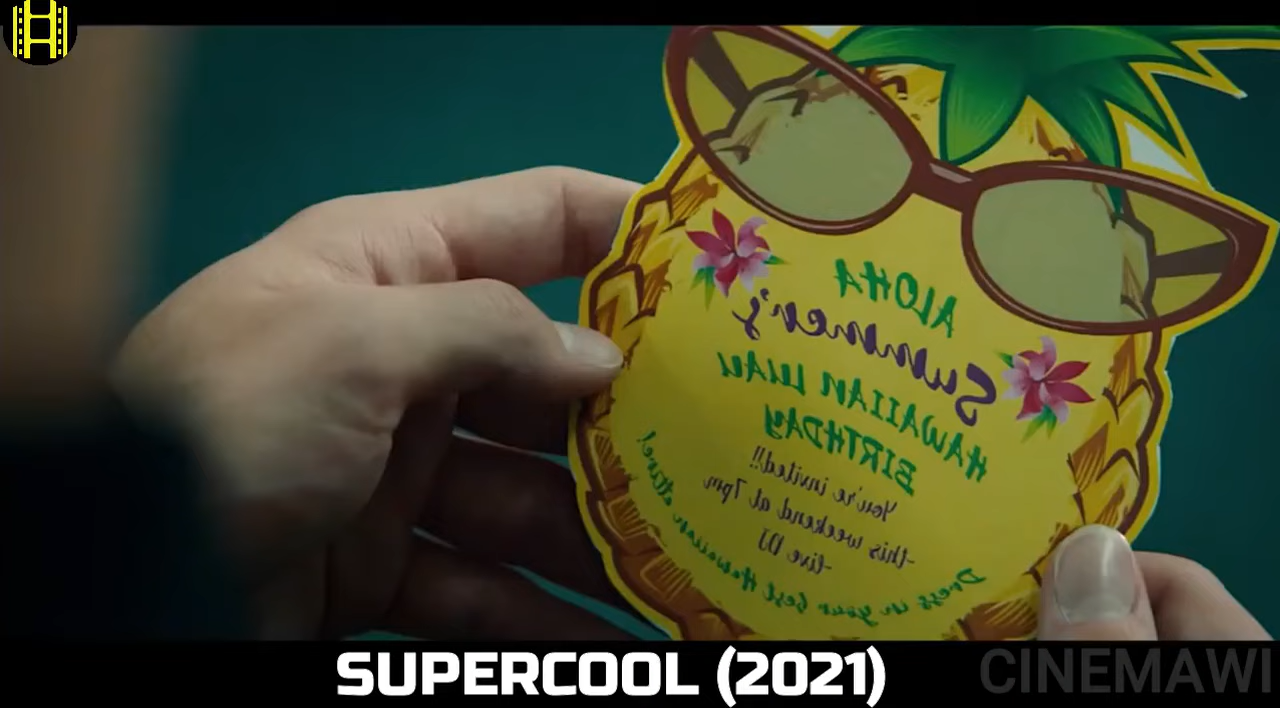 ALOHA
Summer's
HAWAIIAN LUAU
BIRTHDAY
You're invited!!
-this weekend at 7pm
-live DJ
Dress in your best Hawaiian attire!
SUPERCOOL (2021)
CINEMAWI